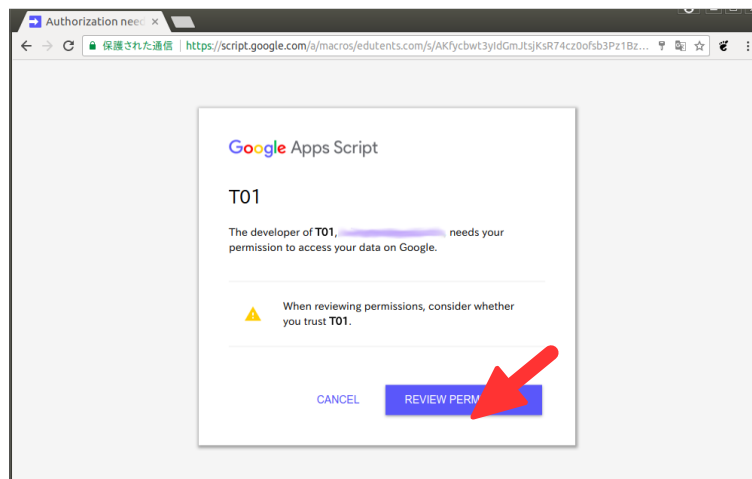 Authorization need
保護された通信
https://script.google.com/a/macros/edutents.com/s/AKfycbwt3yIdGmJtsjKsR74cz0ofsb3Pz1Bz...
Google Apps Script
T01
The developer of T01, needs your
permission to access your data on Google.
When reviewing permissions, consider whether
you trust T01.
CANCEL
REVIEW PERM